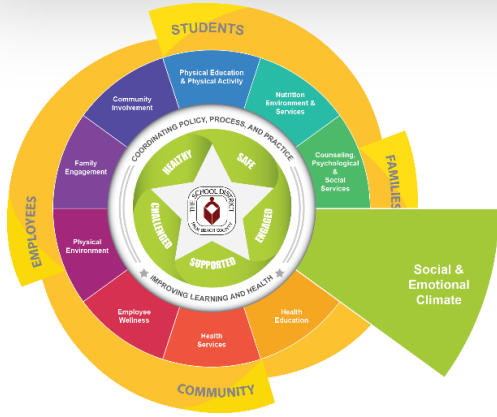 STUDENTS
Physical Education
& Physical Activity
Nutrition
Environment &
Services
Counseling,
Psychological
&
Social
Services
FAMILIES
Social &
Emotional
Climate
Health
Education
Health
Services
COMMUNITY
Employee
Wellness
Physical
Environment
EMPLOYEES
Family
Engagement
Community
Involvement
COORDINATING POLICY, PROCESS, AND PRACTICE
IMPROVING LEARNING AND HEALTH
HEALTHY
SAFE
ENGAGED
SUPPORTED
CHALLENGED
THE SCHOOL DISTRICT
PALM BEACH COUNTY